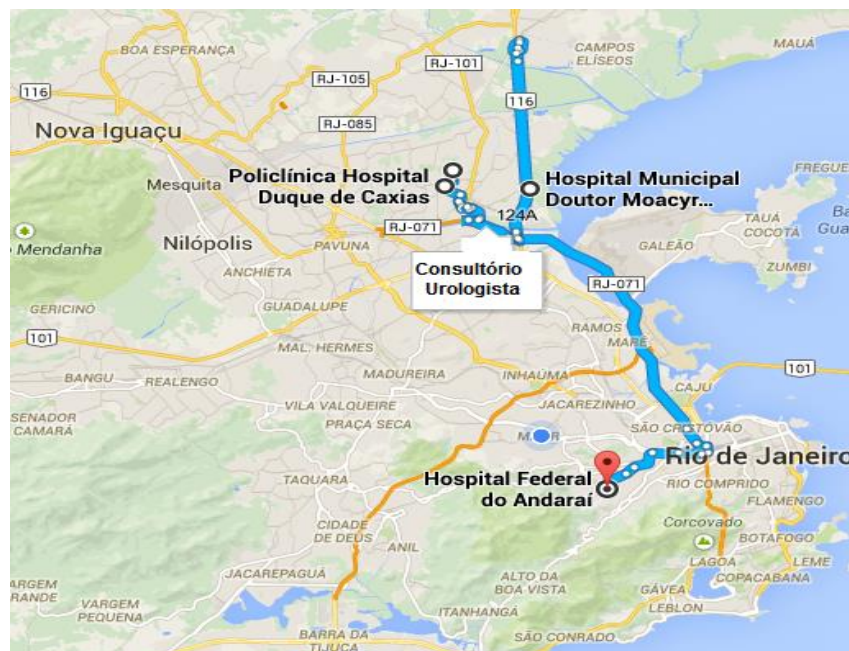 BOA ESPERANÇA
RJ-101
CAMPOS
ELÍSEOS
MAUÁ
RJ-105
116
116
RJ-085
Nova Iguaçu
Mesquita
Policlínica Hospital
Duque de Caxias
Hospital Municipal
Doutor Moacyr...
FREGUE
Mendanha
Nilópolis
RJ-071
PAVUNA
124A
TAUÁ
COCOTÁ
Gua
GALEÃO
ANCHIETA
Consultório
Urologista
ZUMBI
RJ-071
GERICINÓ
GUADALUPE
RAMOS
101
MARÉ
MAL. HERMES
BANGU
REALENGO
MADUREIRA
INHAÚMA
101
CAJU
JACAREZINHO
SENADOR
CAMARÁ
VILA VALQUEIRE
PRAÇA SECA
SÃO CRISTOVÃO
Rio de Janeiro
TAQUARA
Hospital Federal
do Andaraí
RIO COMPRIDO
FLAMENGO
CIDADE
DE DEUS
ANIL
Corcovado
BOTAFOGO
JACAREPAGUÁ
ALTO DA
BOA VISTA
LAGOA
LEME
COPACABANA
VARGEM
GRANDE
VARGEM
PEQUENA
GÁVEA
LEBLON
ITANHANGÁ
BARRA DA
TIJUCA
SÃO CONRADO